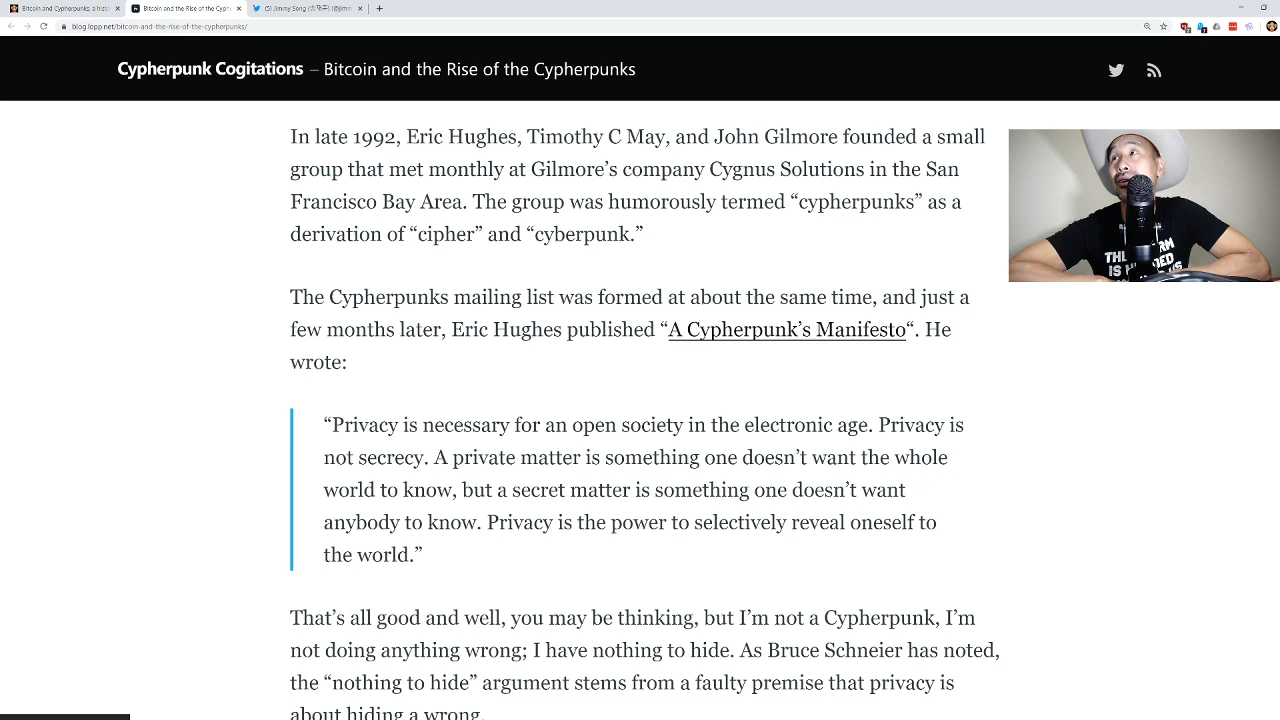 Bitcoin and Cypherpunks, a hist
Bitcoin and the Rise of the Cyph
(5) Jimmy Song
blog.lopp.net/bitcoin-and-the-rise-of-the-cypherpunks/
Cypherpunk Cogitations – Bitcoin and the Rise of the Cypherpunks
In late 1992, Eric Hughes, Timothy C May, and John Gilmore founded a small
group that met monthly at Gilmore’s company Cygnus Solutions in the San
Francisco Bay Area. The group was humorously termed “cypherpunks” as a
derivation of “cipher” and “cyberpunk.”
The Cypherpunks mailing list was formed at about the same time, and just a
few months later, Eric Hughes published “A Cypherpunk’s Manifesto“. He
wrote:
“Privacy is necessary for an open society in the electronic age. Privacy is
not secrecy. A private matter is something one doesn’t want the whole
world to know, but a secret matter is something one doesn’t want
anybody to know. Privacy is the power to selectively reveal oneself to
the world.”
That’s all good and well, you may be thinking, but I’m not a Cypherpunk, I’m
not doing anything wrong; I have nothing to hide. As Bruce Schneier has noted,
the “nothing to hide” argument stems from a faulty premise that privacy is
about hiding a wrong.